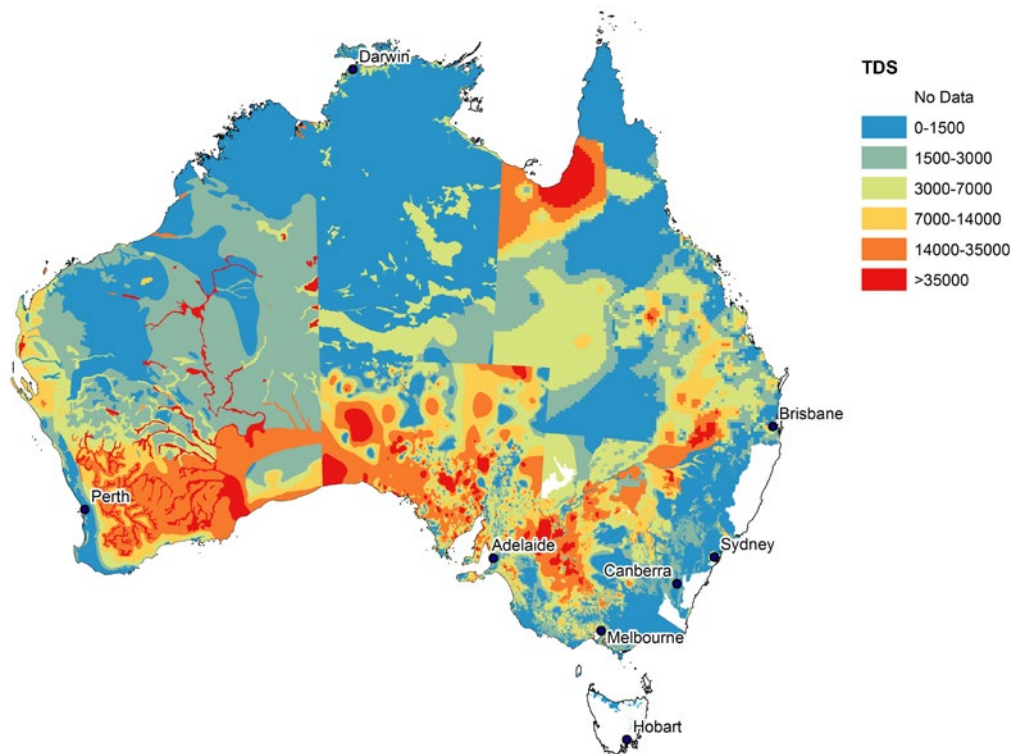 Darwin
TDS
No Data
0-1500
1500-3000
3000-7000
7000-14000
14000-35000
>35000
Brisbane
Perth
Adelaide
Sydney
Canberra
Melbourne
Hobart